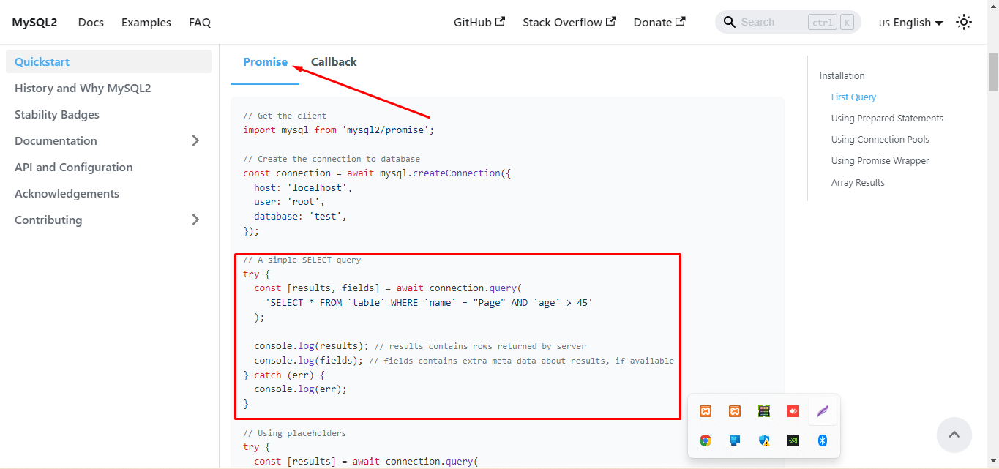 MySQL2 Docs Examples FAQ GitHub Stack Overflow Donate Search ctrl K US English
Quickstart
History and Why MySQL2
Stability Badges
Documentation
API and Configuration
Acknowledgements
Contributing
Promise Callback
// Get the client
import mysql from 'mysql2/promise';
// Create the connection to database
const connection = await mysql.createConnection({
  host: 'localhost',
  user: 'root',
  database: 'test',
});
// A simple SELECT query
try {
  const [results, fields] = await connection.query(
    'SELECT * FROM `table` WHERE `name` = "Page" AND `age` > 45'
  );
  console.log(results); // results contains rows returned by server
  console.log(fields); // fields contains extra meta data about results, if available
} catch (err) {
  console.log(err);
}
// Using placeholders
try {
  const [results] = await connection.query(
Installation
First Query
Using Prepared Statements
Using Connection Pools
Using Promise Wrapper
Array Results